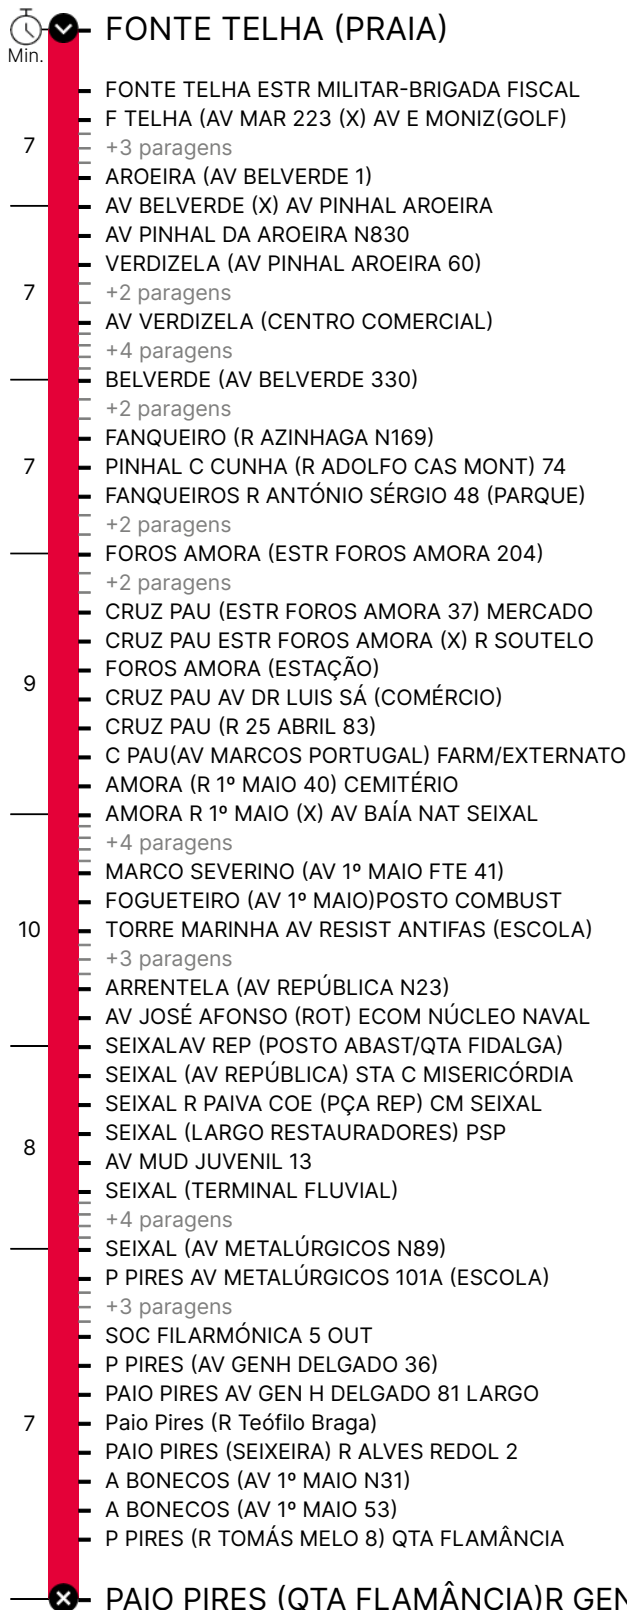 FONTE TELHA (PRAIA)
Min.
FONTE TELHA ESTR MILITAR-BRIGADA FISCAL
F TELHA (AV MAR 223 (X) AV E MONIZ(GOLF)
7
+3 paragens
AROEIRA (AV BELVERDE 1)
AV BELVERDE (X) AV PINHAL AROEIRA
AV PINHAL DA AROEIRA N830
VERDIZELA (AV PINHAL AROEIRA 60)
7
+2 paragens
AV VERDIZELA (CENTRO COMERCIAL)
+4 paragens
BELVERDE (AV BELVERDE 330)
+2 paragens
FANQUEIRO (R AZINHAGA N169)
7
PINHAL C CUNHA (R ADOLFO CAS MONT) 74
FANQUEIROS R ANTÓNIO SÉRGIO 48 (PARQUE)
+2 paragens
FOROS AMORA (ESTR FOROS AMORA 204)
+2 paragens
CRUZ PAU (ESTR FOROS AMORA 37) MERCADO
CRUZ PAU ESTR FOROS AMORA (X) R SOUTELO
FOROS AMORA (ESTAÇÃO)
9
CRUZ PAU AV DR LUIS SÁ (COMÉRCIO)
CRUZ PAU (R 25 ABRIL 83)
C PAU(AV MARCOS PORTUGAL) FARM/EXTERNATO
AMORA (R 1º MAIO 40) CEMITÉRIO
AMORA R 1º MAIO (X) AV BAÍA NAT SEIXAL
+4 paragens
MARCO SEVERINO (AV 1º MAIO FTE 41)
FOGUETEIRO (AV 1º MAIO)POSTO COMBUST
10
TORRE MARINHA AV RESIST ANTIFAS (ESCOLA)
+3 paragens
ARRENTELA (AV REPÚBLICA N23)
AV JOSÉ AFONSO (ROT) ECOM NÚCLEO NAVAL
SEIXALAV REP (POSTO ABAST/QTA FIDALGA)
SEIXAL (AV REPÚBLICA) STA C MISERICÓRDIA
SEIXAL R PAIVA COE (PÇA REP) CM SEIXAL
SEIXAL (LARGO RESTAURADORES) PSP
8
AV MUD JUVENIL 13
SEIXAL (TERMINAL FLUVIAL)
+4 paragens
SEIXAL (AV METALÚRGICOS N89)
P PIRES AV METALÚRGICOS 101A (ESCOLA)
+3 paragens
SOC FILARMÓNICA 5 OUT
P PIRES (AV GENH DELGADO 36)
PAIO PIRES AV GEN H DELGADO 81 LARGO
7
Paio Pires (R Teófilo Braga)
PAIO PIRES (SEIXEIRA) R ALVES REDOL 2
A BONECOS (AV 1º MAIO N31)
A BONECOS (AV 1º MAIO 53)
P PIRES (R TOMÁS MELO 8) QTA FLAMÂNCIA
PAIO PIRES (QTA FLAMÂNCIA)R GEN